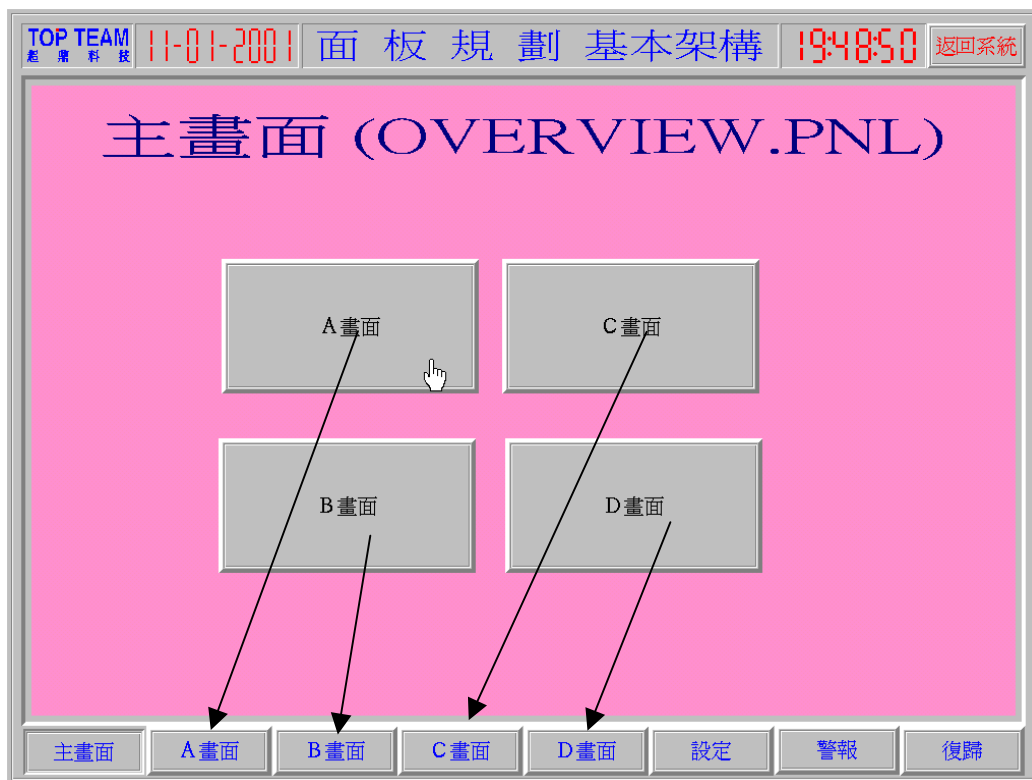 TOP TEAM
起鼎科技
11-01-2001
面板規劃 基本架構
19:48:50
返回系統
主畫面 (OVERVIEW.PNL)
A畫面
C畫面
B畫面
D畫面
主畫面
A畫面
B畫面
C畫面
D畫面
設定
警報
復歸